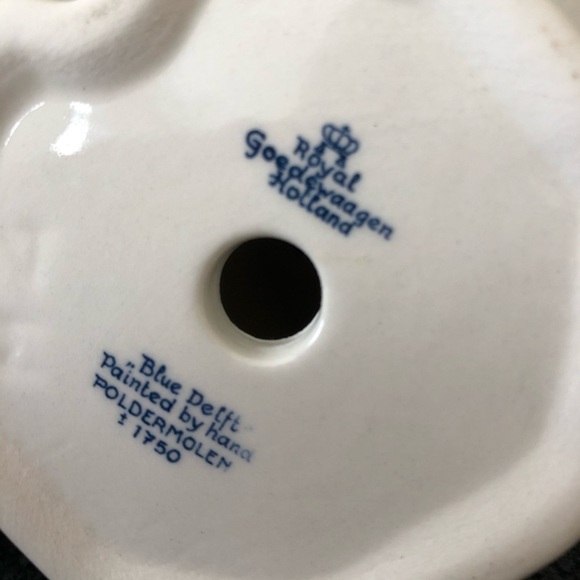 Royal
Goedewaagen
Holland
„Blue Delft"
Painted by hand
POLDERMOLEN
± 1750